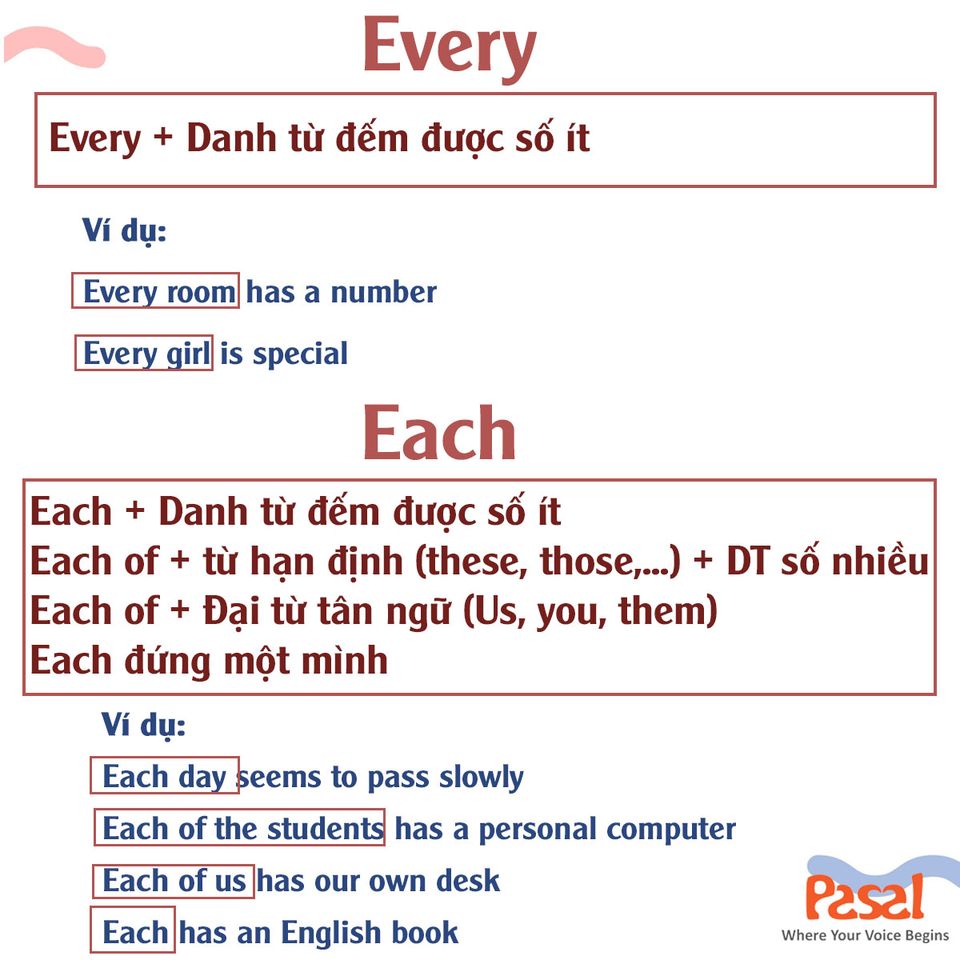 Every
Every + Danh từ đếm được số ít
Ví dụ:
Every room has a number
Every girl is special
Each
Each + Danh từ đếm được số ít
Each of + từ hạn định (these, those,...) + DT số nhiều
Each of + Đại từ tân ngữ (Us, you, them)
Each đứng một mình
Ví dụ:
Each day seems to pass slowly
Each of the students has a personal computer
Each of us has our own desk
Each has an English book
Pasal
Where Your Voice Begins